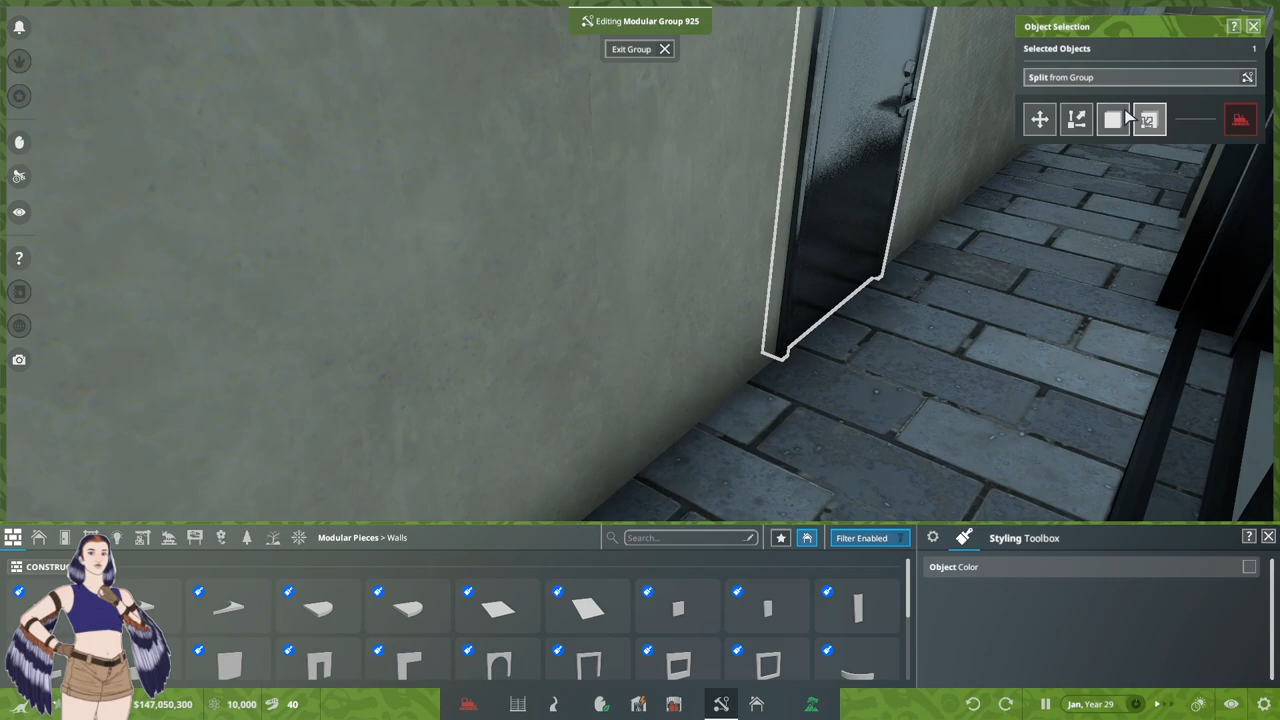 Editing Modular Group 925
Exit Group
Object Selection
Selected Objects 1
Split from Group
Modular Pieces > Walls
Search...
Filter Enabled
Styling Toolbox
Object Color
$147,050,300
10,000
40
Jan, Year 29